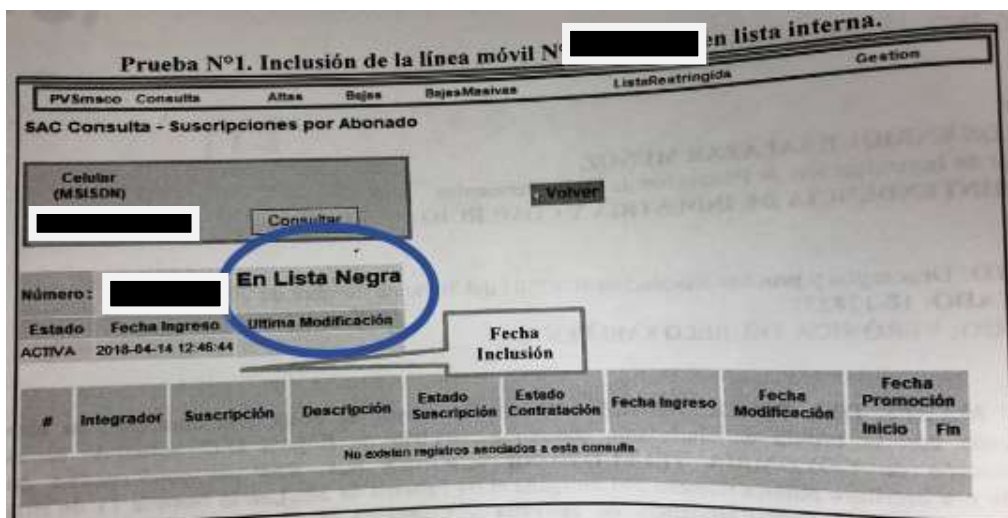 Prueba Nº1. Inclusión de la línea móvil Nº en lista interna.
PVSmsco Consulta Altas Bajas BajasMasivas ListaRestringida Gestion
SAC Consulta - Suscripciones por Abonado
Celular
(MSISDN)
Volver
Consultar
En Lista Negra
Número:
Estado Fecha Ingreso Ultima Modificación
ACTIVA 2018-04-14 12:46:44
Fecha
Inclusión
# Integrador Suscripción Descripción Estado Suscripción Estado Contratación Fecha Ingreso Fecha Modificación Fecha Promoción
Inicio Fin
No existen registros asociados a esta consulta.